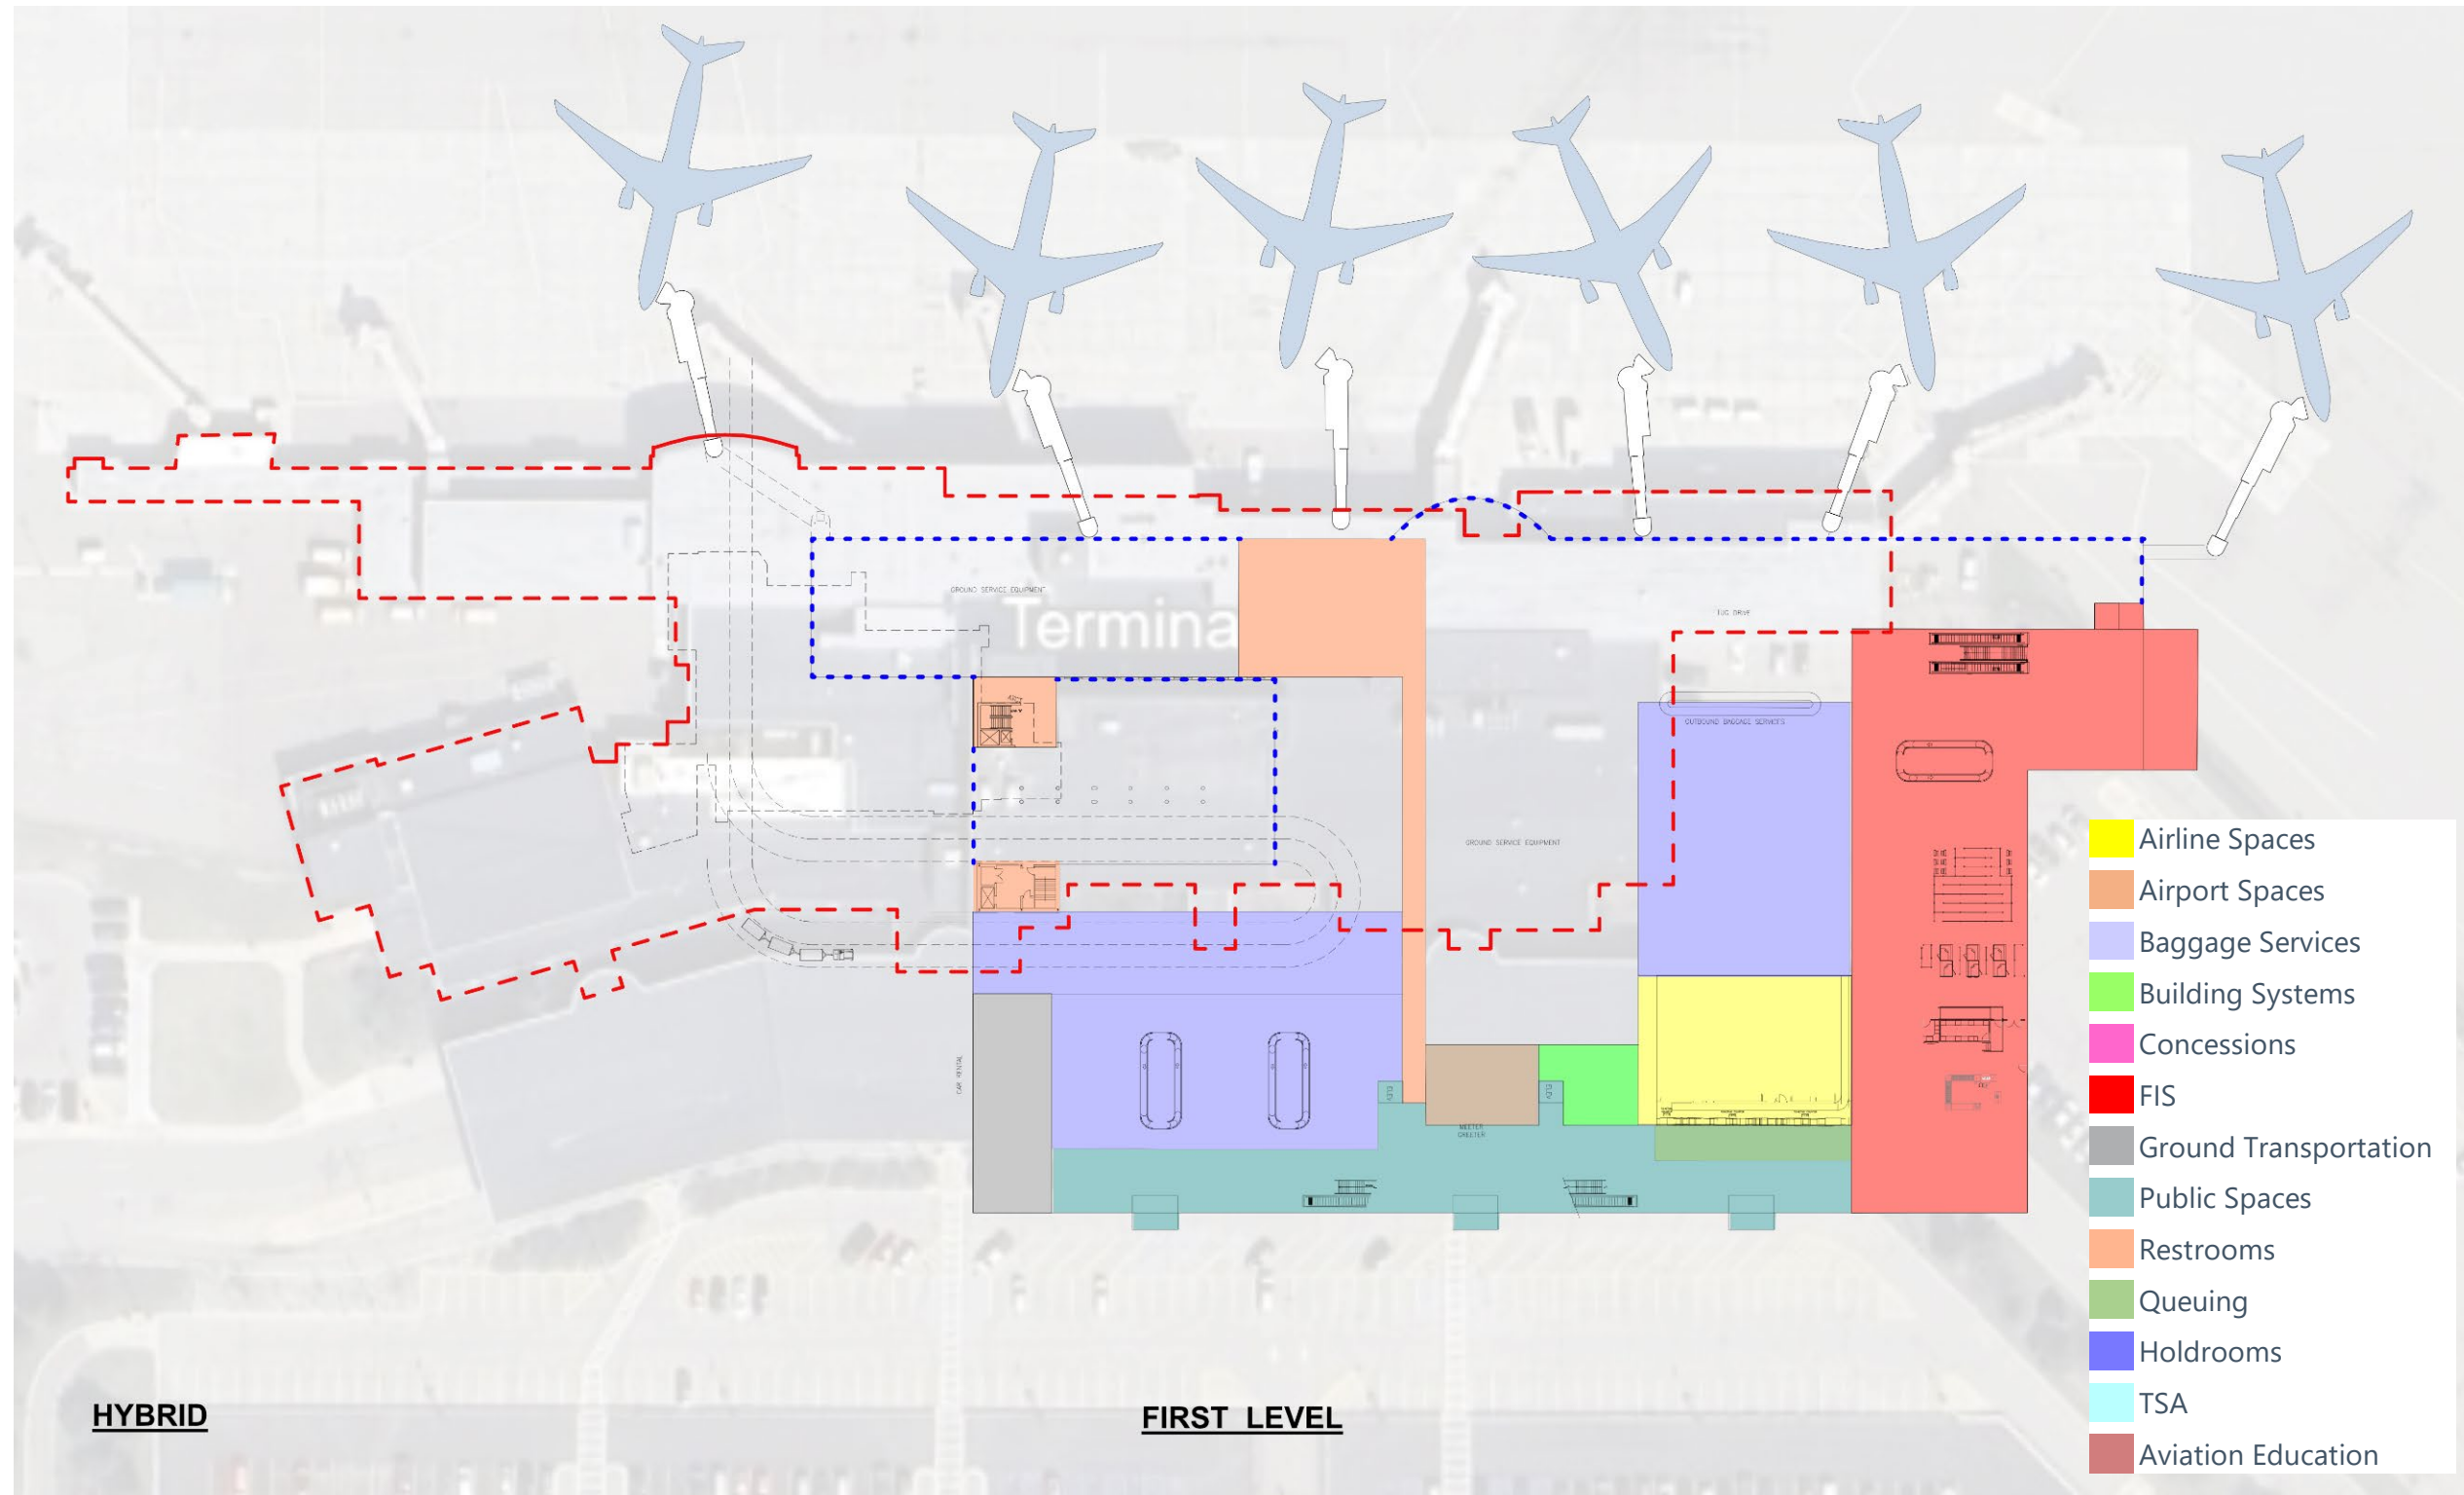 GROUND SERVICE EQUIPMENT
Termina
TUG DRIVE
OUTBOUND BAGGAGE SERVICES
GROUND SERVICE EQUIPMENT
CAR RENTAL
ELEV
ELEV
MEETER
GREETER
Airline Spaces
Airport Spaces
Baggage Services
Building Systems
Concessions
FIS
Ground Transportation
Public Spaces
Restrooms
Queuing
Holdrooms
TSA
Aviation Education
HYBRID
FIRST LEVEL